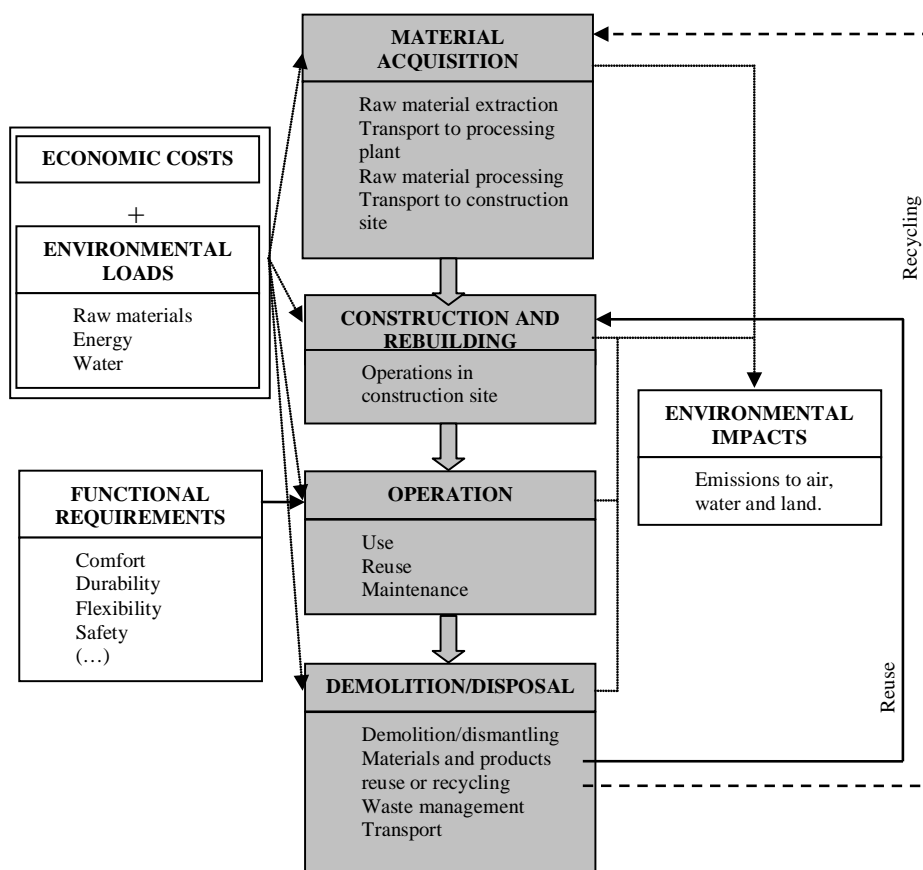 MATERIAL
ACQUISITION
Raw material extraction
Transport to processing
plant
Raw material processing
Transport to construction
site
ECONOMIC COSTS
+
ENVIRONMENTAL
LOADS
Raw materials
Energy
Water
CONSTRUCTION AND
REBUILDING
Operations in
construction site
ENVIRONMENTAL
IMPACTS
Emissions to air,
water and land.
FUNCTIONAL
REQUIREMENTS
Comfort
Durability
Flexibility
Safety
(…)
OPERATION
Use
Reuse
Maintenance
DEMOLITION/DISPOSAL
Demolition/dismantling
Materials and products
reuse or recycling
Waste management
Transport
Reuse
Recycling